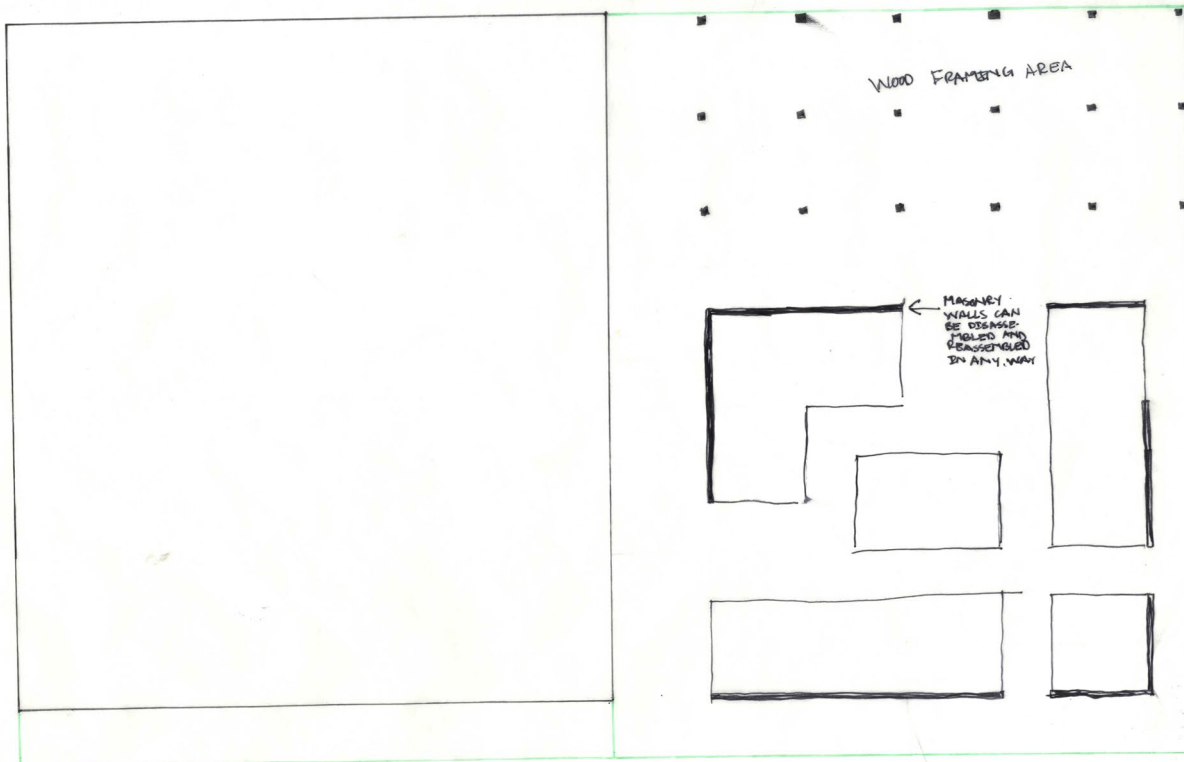 WOOD FRAMING AREA
MASONRY
WALLS CAN
BE DISASSE-
MBLED AND
REASSEMBLED
IN ANY WAY